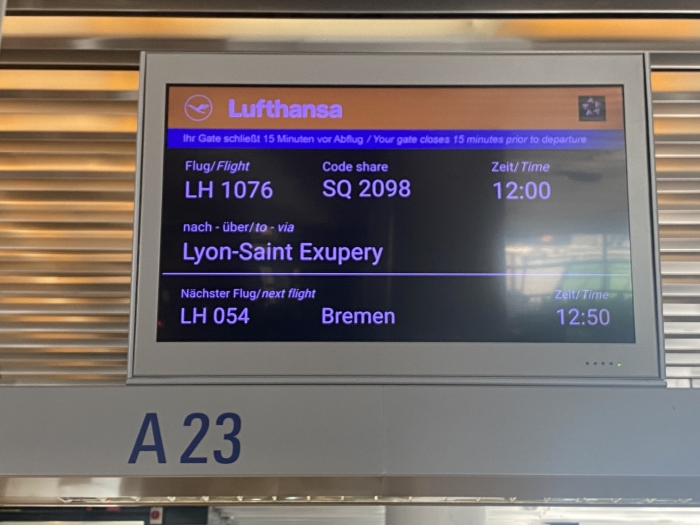 Lufthansa
Ihr Gate schließt 15 Minuten vor Abflug / Your gate closes 15 minutes prior to departure
Flug/Flight Code share Zeit/Time
LH 1076 SQ 2098 12:00
nach - über/to - via
Lyon-Saint Exupery
Nächster Flug/next flight Zeit/Time
LH 054 Bremen 12:50
A 23